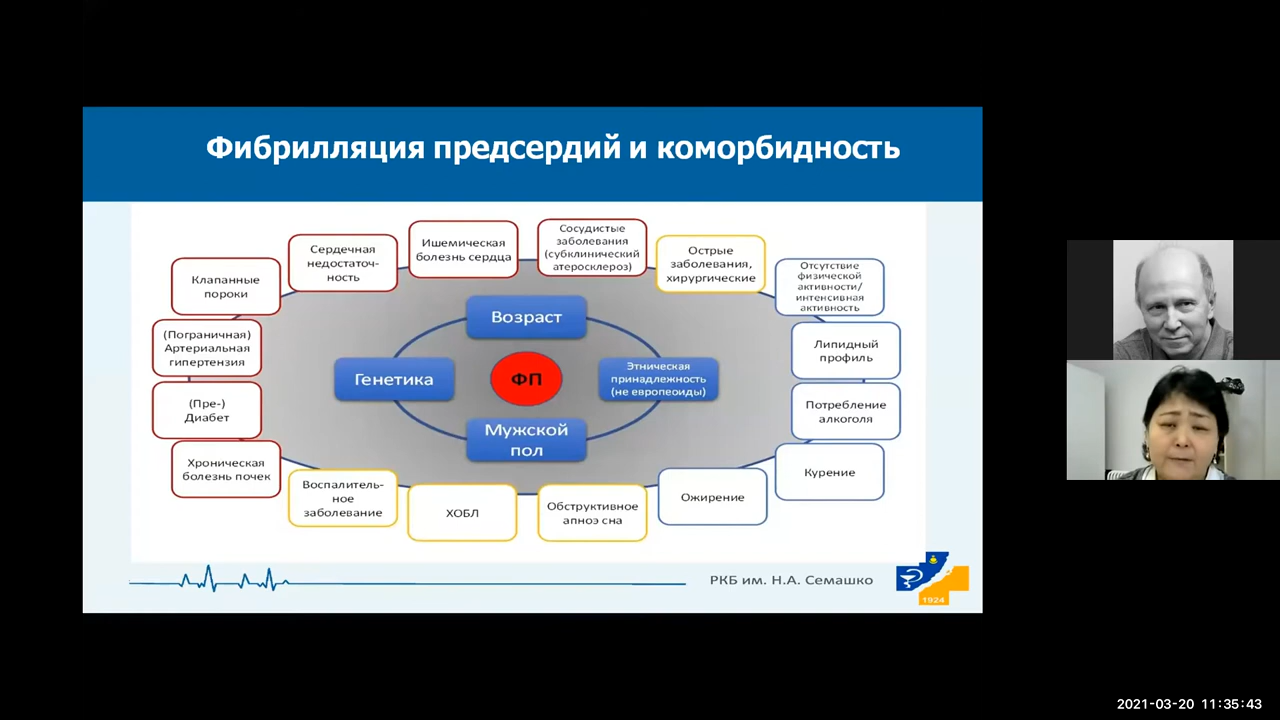 Фибрилляция предсердий и коморбидность
Сосудистые
заболевания
(субклинический
атеросклероз)
Ишемическая
болезнь сердца
Сердечная
недостаточ-
ность
Острые
заболевания,
хирургические
Отсутствие
физической
активности/
интенсивная
активность
Клапанные
пороки
Возраст
(Пограничная)
Артериальная
гипертензия
Липидный
профиль
Генетика
ФП
Этническая
принадлежность
(не европеоиды)
(Пре-)
Диабет
Потребление
алкоголя
Мужской
пол
Хроническая
болезнь почек
Курение
Воспалитель-
ное
заболевание
ХОБЛ
Обструктивное
апноэ сна
Ожирение
РКБ им. Н.А. Семашко
1924
2021-03-20 11:35:43